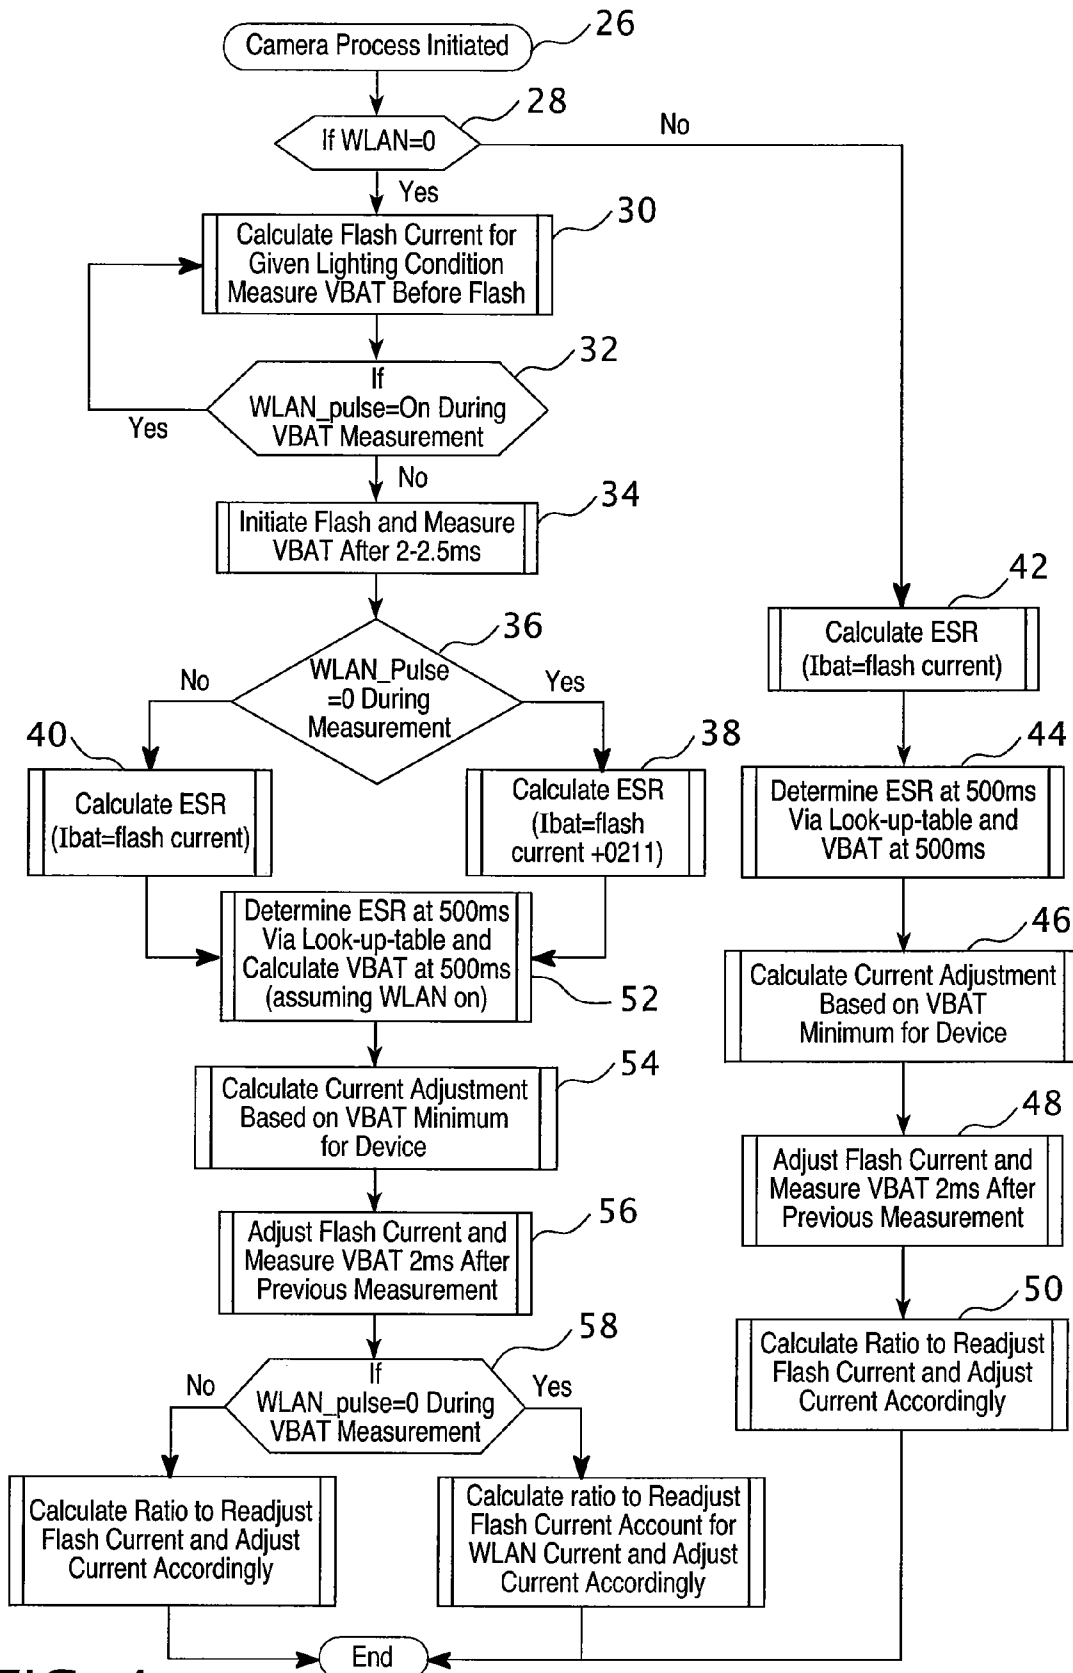 Camera Process Initiated
26
If WLAN=0
28
No
Yes
Calculate Flash Current for
Given Lighting Condition
Measure VBAT Before Flash
30
If
WLAN_pulse=On During
VBAT Measurement
32
Yes
No
Initiate Flash and Measure
VBAT After 2-2.5ms
34
WLAN_Pulse
=0 During
Measurement
36
No
Yes
40
Calculate ESR
(Ibat=flash current)
38
Calculate ESR
(Ibat=flash
current +0211)
Determine ESR at 500ms
Via Look-up-table and
Calculate VBAT at 500ms
(assuming WLAN on)
52
Calculate Current Adjustment
Based on VBAT Minimum
for Device
54
Adjust Flash Current and
Measure VBAT 2ms After
Previous Measurement
56
If
WLAN_pulse=0 During
VBAT Measurement
58
No
Yes
Calculate Ratio to Readjust
Flash Current and Adjust
Current Accordingly
Calculate ratio to Readjust
Flash Current Account for
WLAN Current and Adjust
Current Accordingly
42
Calculate ESR
(Ibat=flash current)
44
Determine ESR at 500ms
Via Look-up-table and
VBAT at 500ms
46
Calculate Current Adjustment
Based on VBAT
Minimum for Device
48
Adjust Flash Current and
Measure VBAT 2ms After
Previous Measurement
50
Calculate Ratio to Readjust
Flash Current and Adjust
Current Accordingly
End